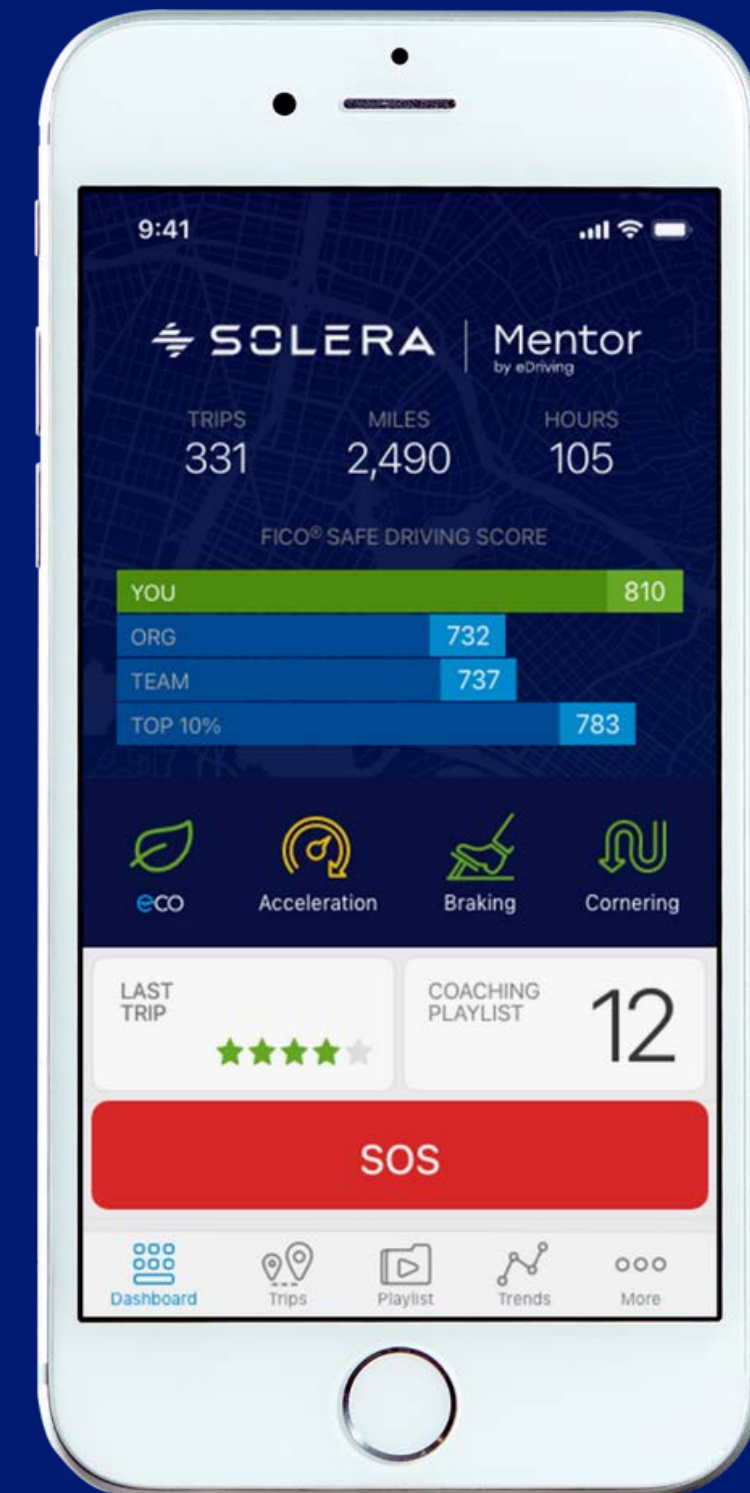 9:41
SOLERA | Mentor
by eDriving
TRIPS MILES HOURS
331 2,490 105
FICO® SAFE DRIVING SCORE
YOU 810
ORG 732
TEAM 737
TOP 10% 783
eco Acceleration Braking Cornering
LAST
TRIP
COACHING
PLAYLIST
12
SOS
Dashboard Trips Playlist Trends More